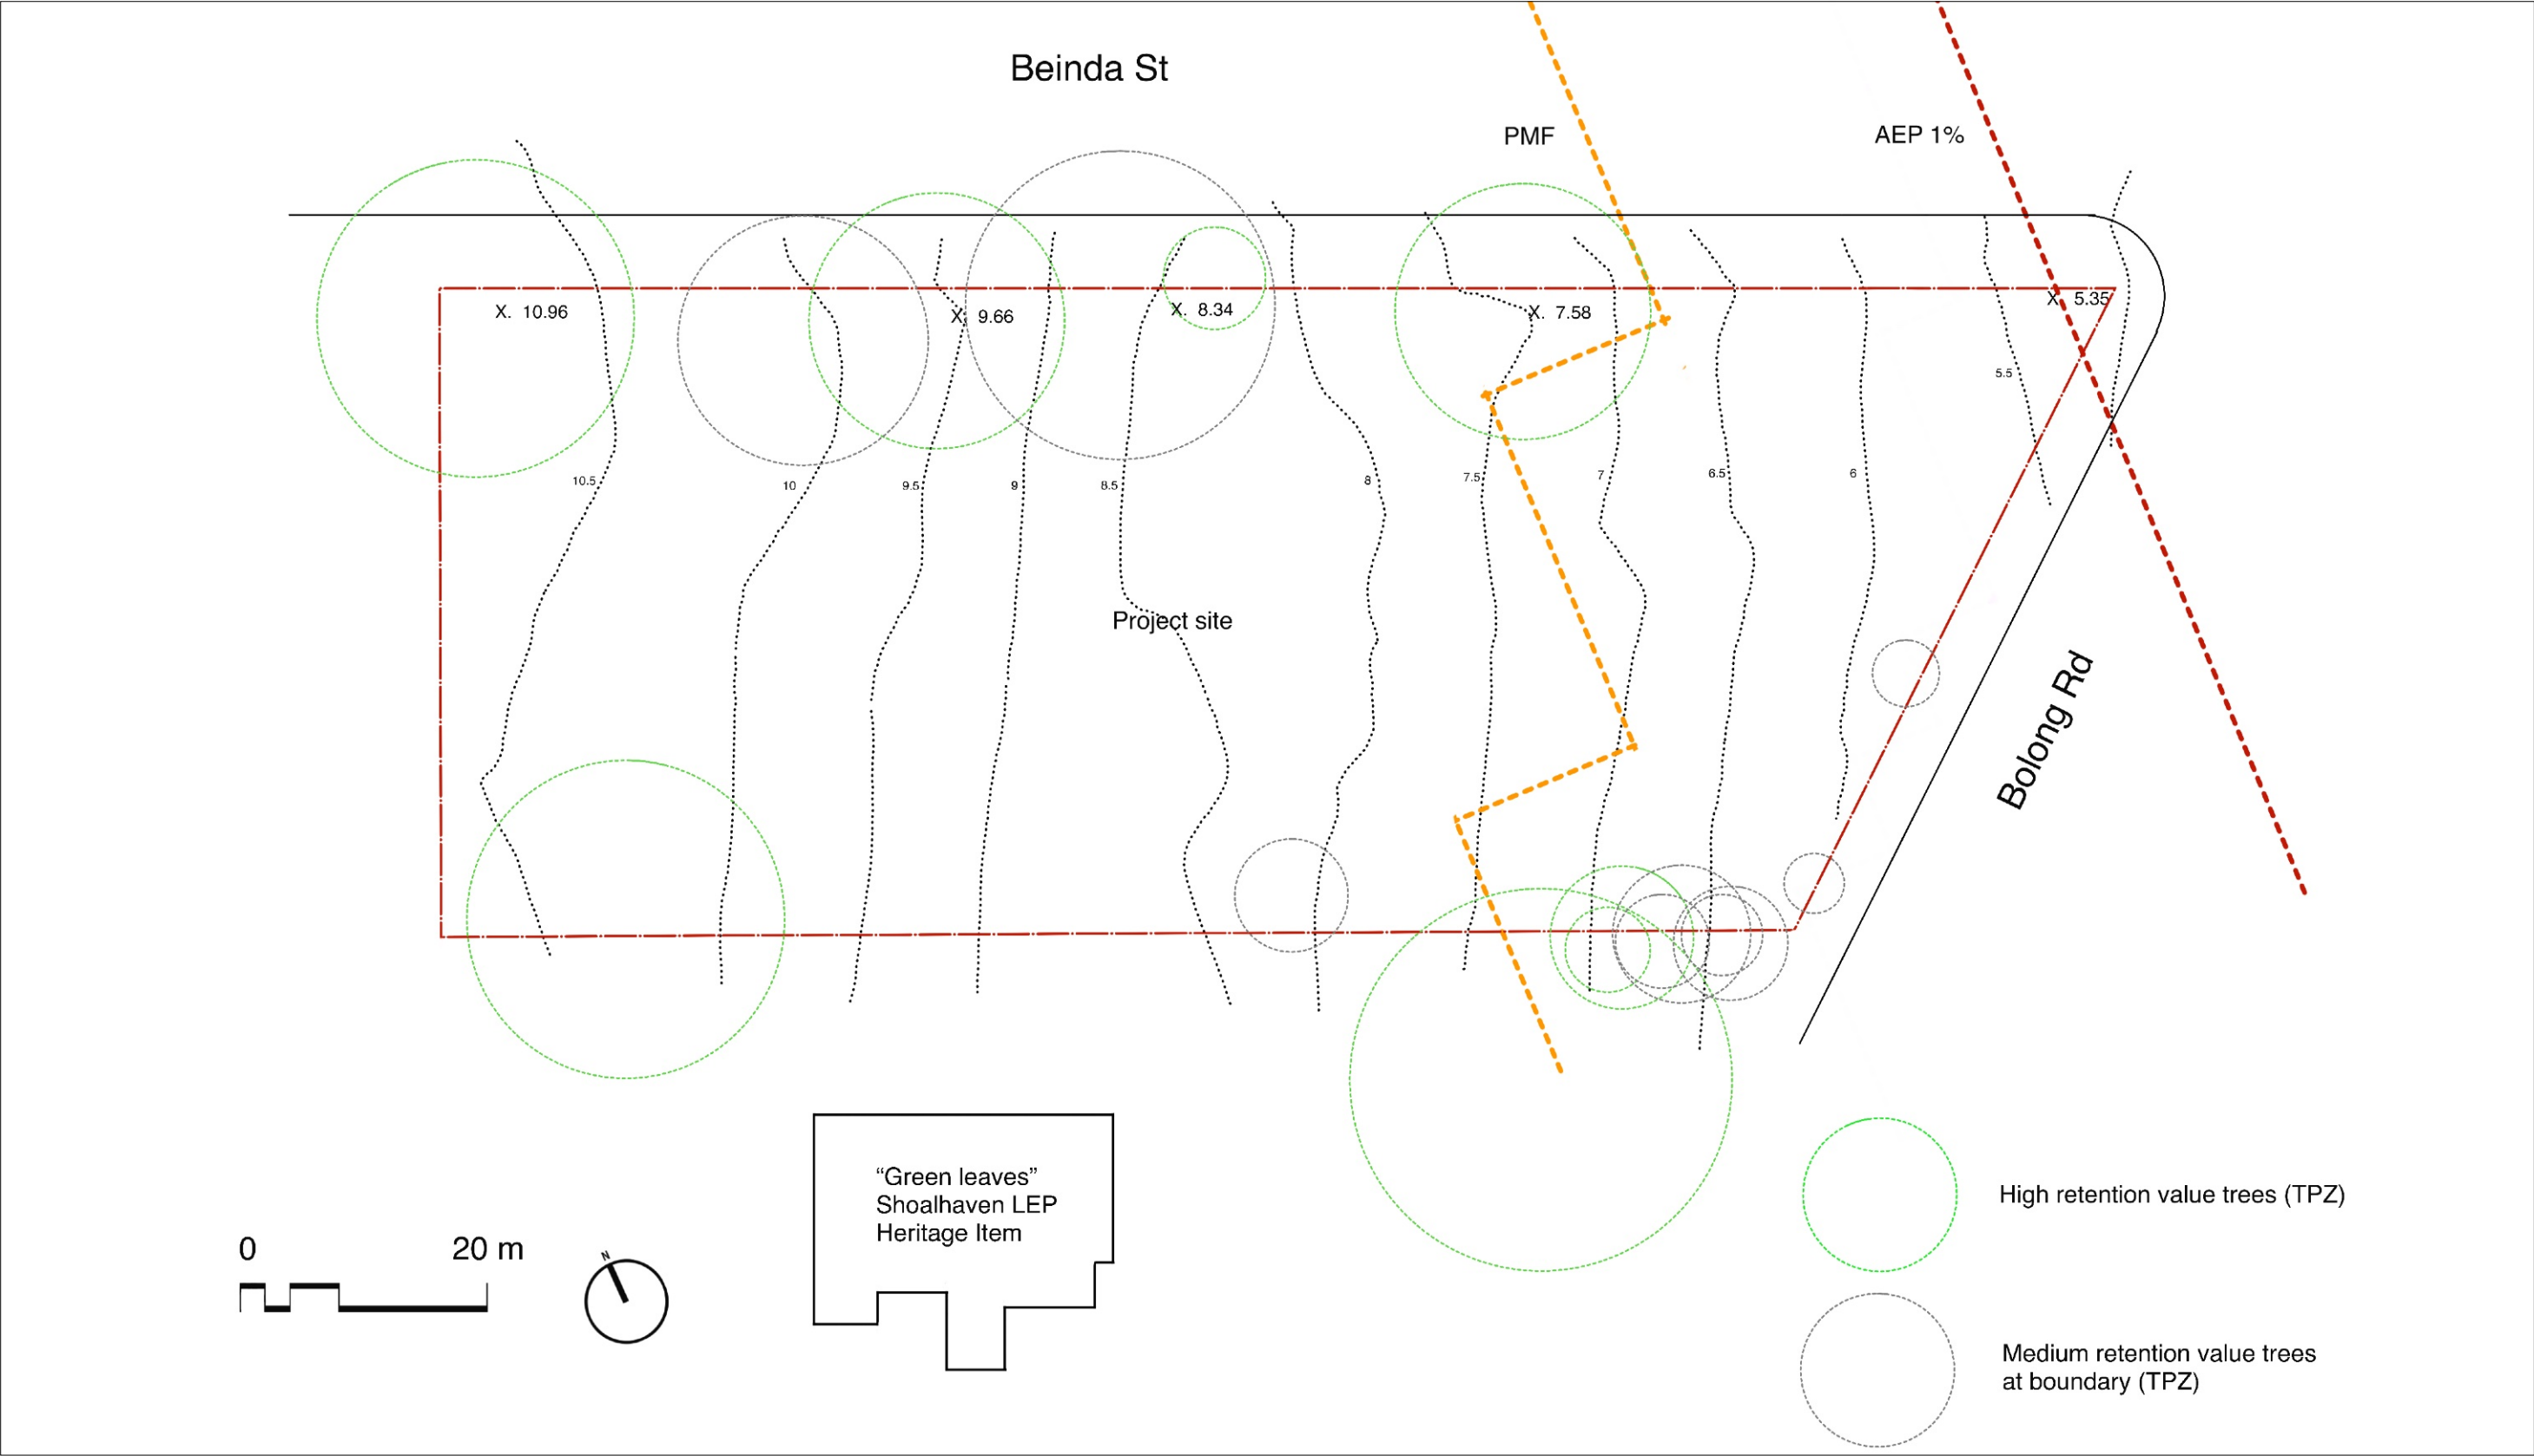 Beinda St
PMF
AEP 1%
X. 10.96
X. 9.66
X. 8.34
X. 7.58
X. 5.35
5.5
10.5
10
9.5
9
8.5
8
7.5
7
6.5
6
Project site
Bolong Rd
“Green leaves”
Shoalhaven LEP
Heritage Item
0
20 m
N
High retention value trees (TPZ)
Medium retention value trees
at boundary (TPZ)